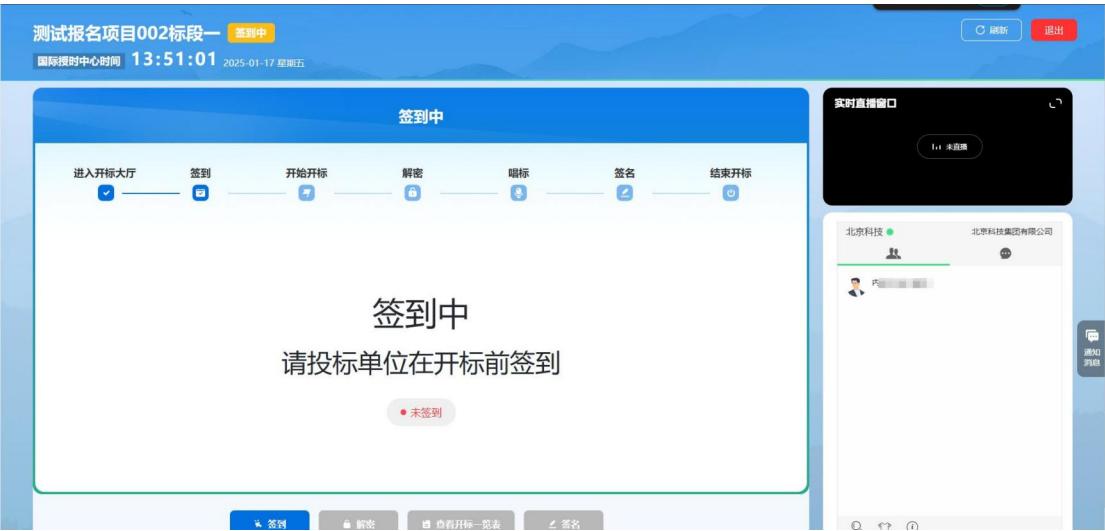 测试报名项目002标段一 签到中
刷新 退出
国际授时中心时间 13:51:01 2025-01-17 星期五
签到中
进入开标大厅 签到 开始开标 解密 唱标 签名 结束开标
签到中
请投标单位在开标前签到
未签到
签到 解密 查看开标一览表 签名
实时直播窗口
未直播
北京科技 北京科技集团有限公司
内
通知
消息